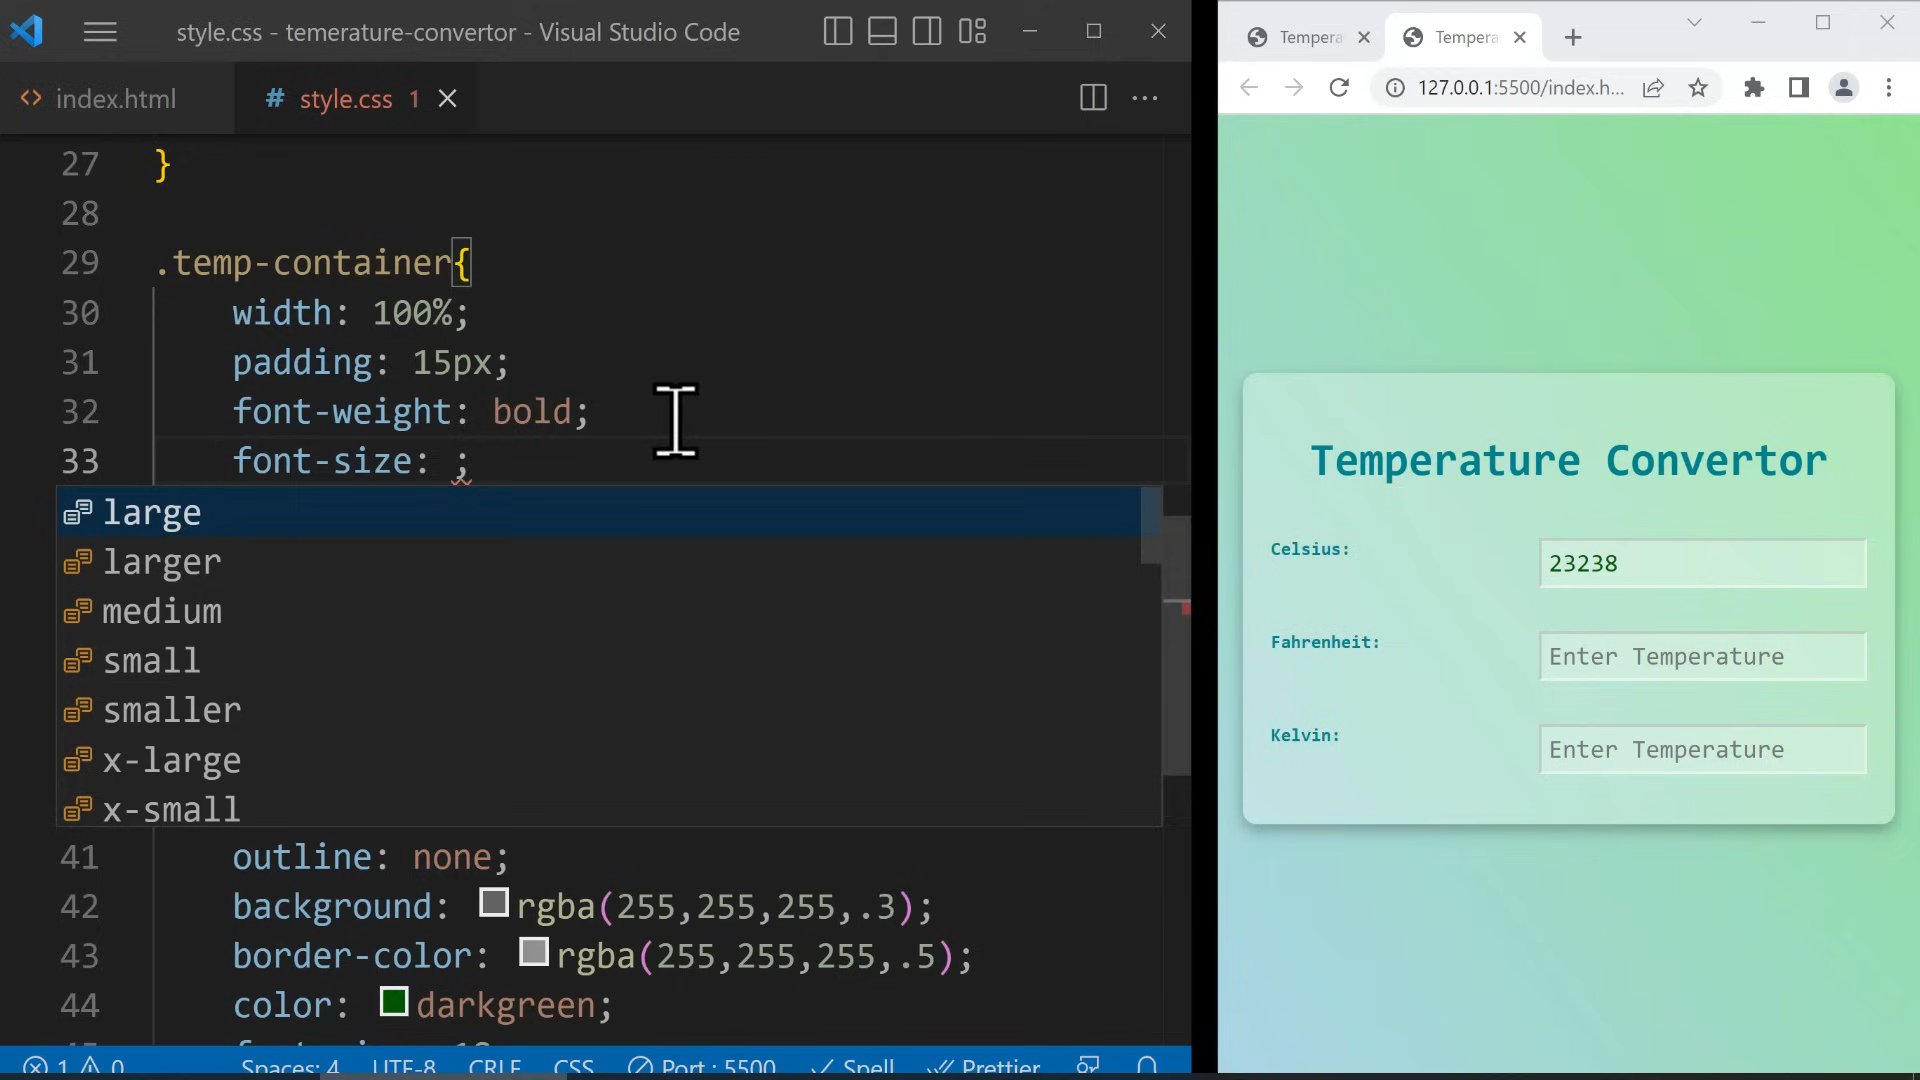 style.css - temerature-convertor - Visual Studio Code
index.html
# style.css 1
27 }
28
29 .temp-container{
30 width: 100%;
31 padding: 15px;
32 font-weight: bold;
33 font-size: ;
large
larger
medium
small
smaller
x-large
x-small
41 outline: none;
42 background: rgba(255,255,255,.3);
43 border-color: rgba(255,255,255,.5);
44 color: darkgreen;
1 0 Spaces: 4 UTF-8 CRLF CSS Port : 5500 Spell Prettier
Tempera Tempera
127.0.0.1:5500/index.h...
Temperature Convertor
Celsius: 23238
Fahrenheit: Enter Temperature
Kelvin: Enter Temperature